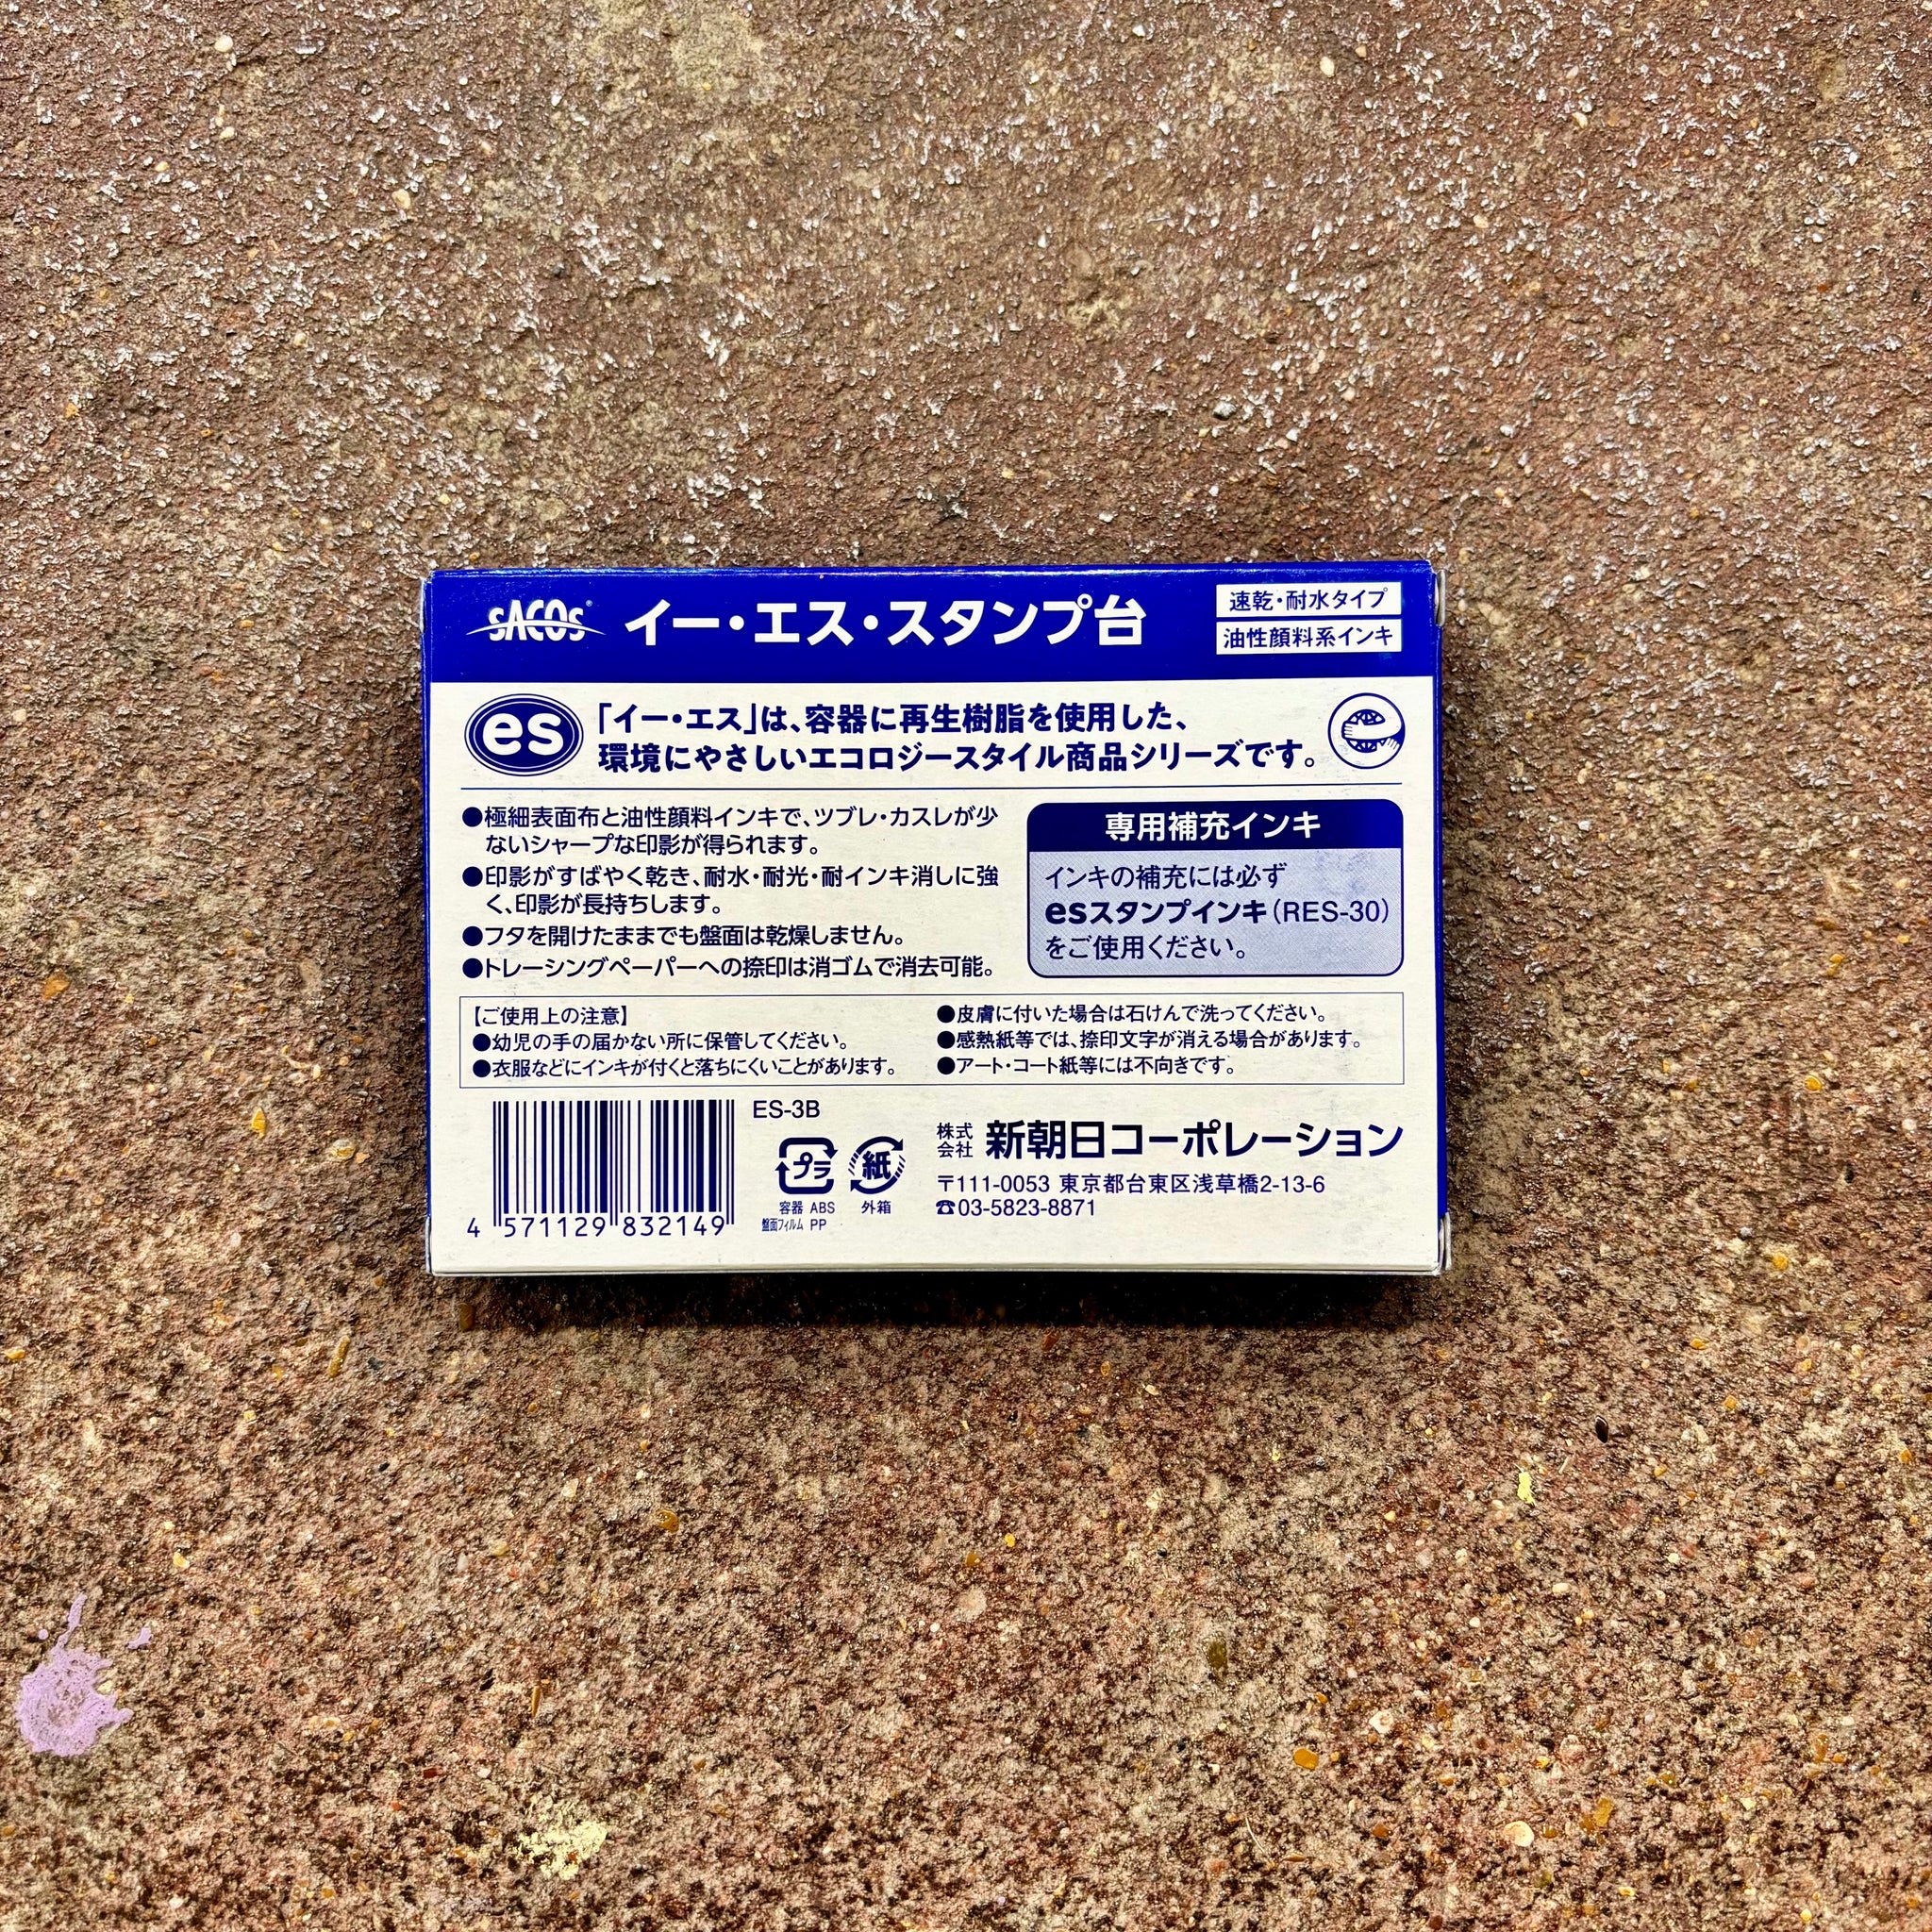 SACOS® イー・エス・スタンプ台
速乾・耐水タイプ
油性顔料系インキ
es
「イー・エス」は、容器に再生樹脂を使用した、
環境にやさしいエコロジースタイル商品シリーズです。
e
●極細表面布と油性顔料インキで、ツブレ・カスレが少
ないシャープな印影が得られます。
●印影がすばやく乾き、耐水・耐光・耐インキ消しに強
く、印影が長持ちします。
●フタを開けたままでも盤面は乾燥しません。
●トレーシングペーパーへの捺印は消ゴムで消去可能。
専用補充インキ
インキの補充には必ず
esスタンプインキ(RES-30)
をご使用ください。
【ご使用上の注意】
●幼児の手の届かない所に保管してください。
●衣服などにインキが付くと落ちにくいことがあります。
●皮膚に付いた場合は石けんで洗ってください。
●感熱紙等では、捺印文字が消える場合があります。
●アート・コート紙等には不向きです。
4 571129 832149
ES-3B
プラ
容器 ABS
盤面フィルム PP
紙
外箱
株式会社 新朝日コーポレーション
〒111-0053 東京都台東区浅草橋2-13-6
☎03-5823-8871